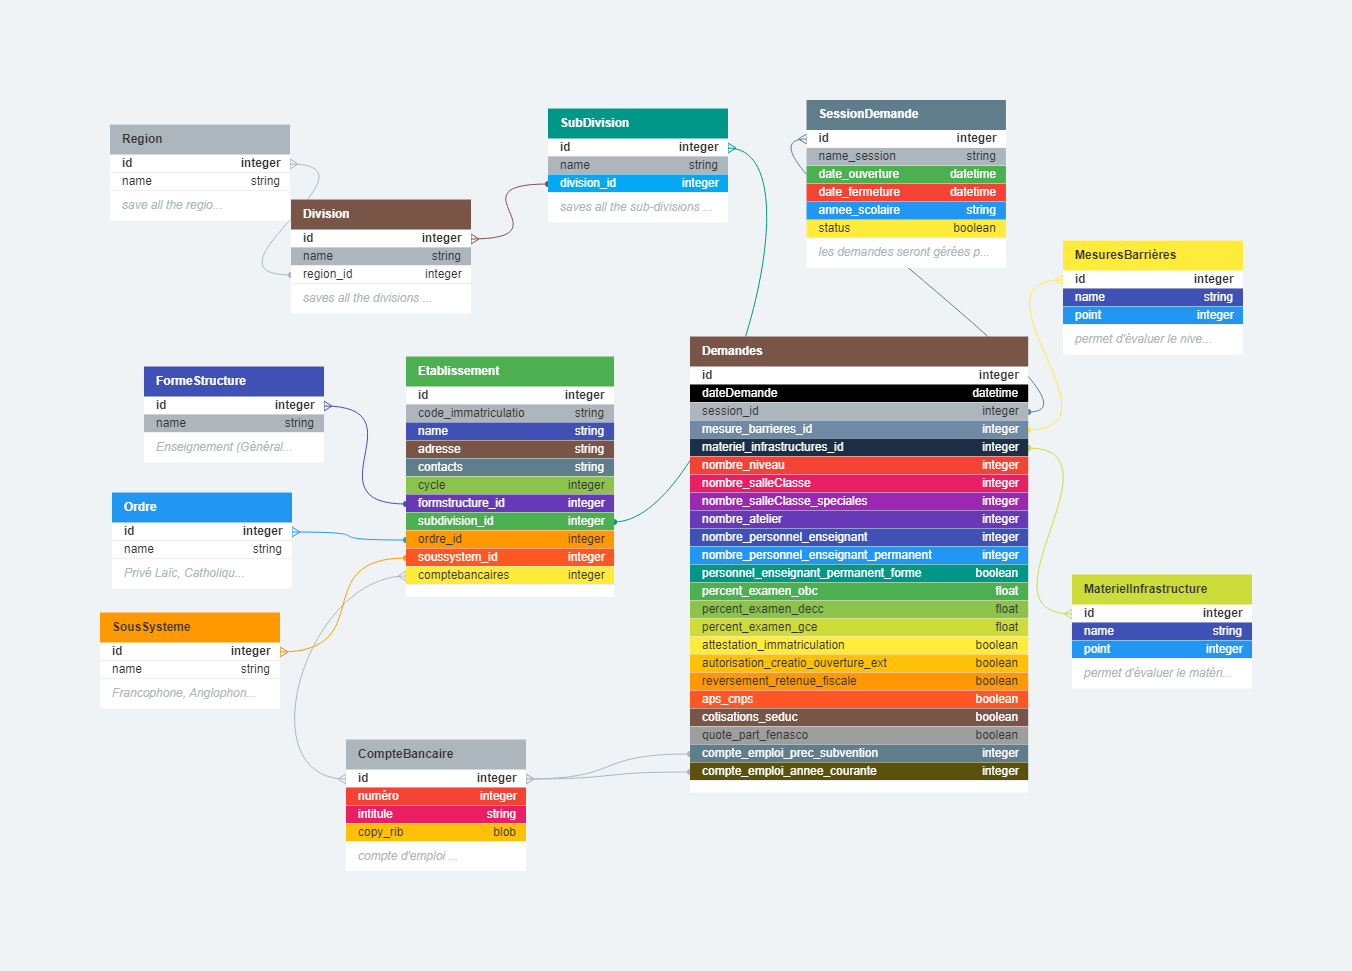 Region
id integer
name string
save all the regio...
Division
id integer
name string
region_id integer
saves all the divisions ...
SubDivision
id integer
name string
division_id integer
saves all the sub-divisions ...
SessionDemande
id integer
name_session string
date_ouverture datetime
date_fermeture datetime
annee_scolaire string
status boolean
les demandes seront gérées p...
MesuresBarrières
id integer
name string
point integer
permet d'évaluer le nive...
FormeStructure
id integer
name string
Enseignement (Général...
Etablissement
id integer
code_immatriculatio string
name string
adresse string
contacts string
cycle integer
formstructure_id integer
subdivision_id integer
ordre_id integer
soussystem_id integer
comptebancaires integer
Demandes
id integer
dateDemande datetime
session_id integer
mesure_barrieres_id integer
materiel_infrastructures_id integer
nombre_niveau integer
nombre_salleClasse integer
nombre_salleClasse_speciales integer
nombre_atelier integer
nombre_personnel_enseignant integer
nombre_personnel_enseignant_permanent integer
personnel_enseignant_permanent_forme boolean
percent_examen_obc float
percent_examen_decc float
percent_examen_gce float
attestation_immatriculation boolean
autorisation_creatio_ouverture_ext boolean
reversement_retenue_fiscale boolean
aps_cnps boolean
cotisations_seduc boolean
quote_part_fenasco boolean
compte_emploi_prec_subvention integer
compte_emploi_annee_courante integer
Ordre
id integer
name string
Privé Laïc, Catholiqu...
SousSysteme
id integer
name string
Francophone, Anglophon...
MaterielInfrastructure
id integer
name string
point integer
permet d'évaluer le matéri...
CompteBancaire
id integer
numéro integer
intitule string
copy_rib blob
compte d'emploi ...